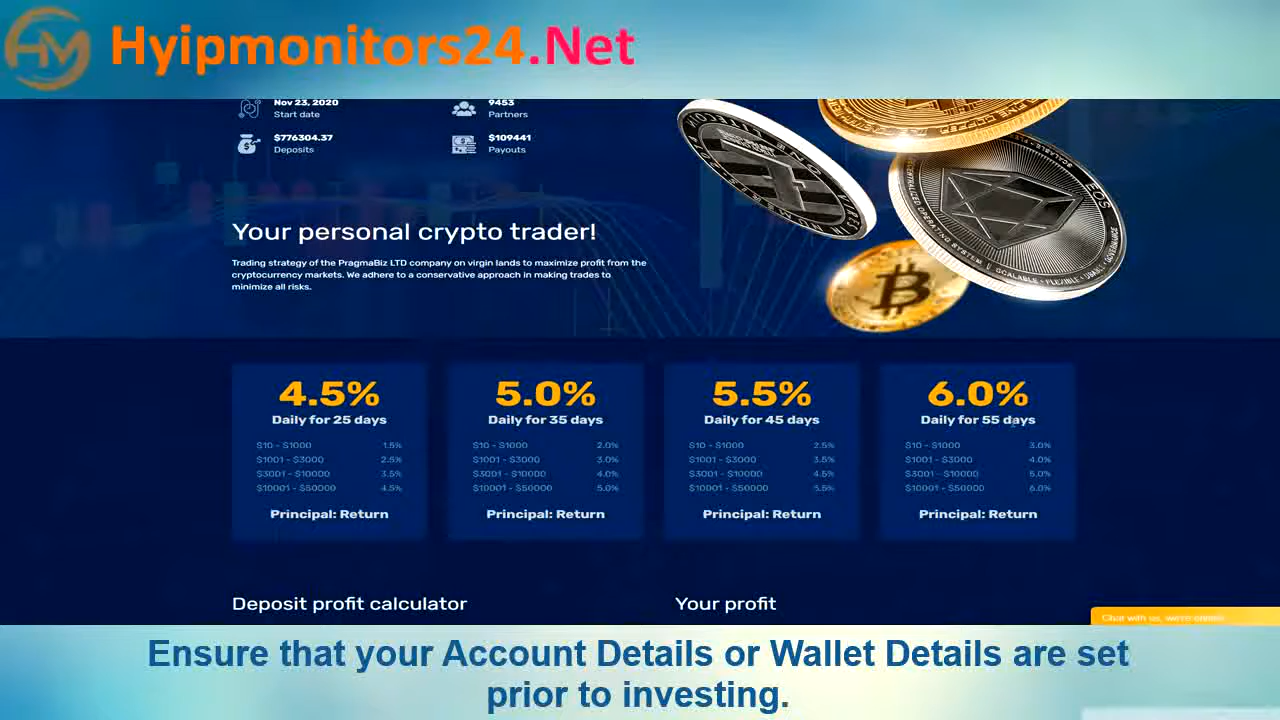 HM Hyipmonitors24.Net
Nov 23, 2020
Start date
9453
Partners
$776304.37
Deposits
$109441
Payouts
Your personal crypto trader!
Trading strategy of the PragmaBiz LTD company on virgin lands to maximize profit from the
cryptocurrency markets. We adhere to a conservative approach in making trades to
minimize all risks.
EOS
4.5%
Daily for 25 days
$10 - $1000 1.5%
$1001 - $3000 2.5%
$3001 - $10000 3.5%
$10001 - $50000 4.5%
Principal: Return
5.0%
Daily for 35 days
$10 - $1000 2.0%
$1001 - $3000 3.0%
$3001 - $10000 4.0%
$10001 - $50000 5.0%
Principal: Return
5.5%
Daily for 45 days
$10 - $1000 2.5%
$1001 - $3000 3.5%
$3001 - $10000 4.5%
$10001 - $50000 5.5%
Principal: Return
6.0%
Daily for 55 days
$10 - $1000 3.0%
$1001 - $3000 4.0%
$3001 - $10000 5.0%
$10001 - $50000 6.0%
Principal: Return
Deposit profit calculator
Your profit
Chat with us, we're online!
Ensure that your Account Details or Wallet Details are set
prior to investing.